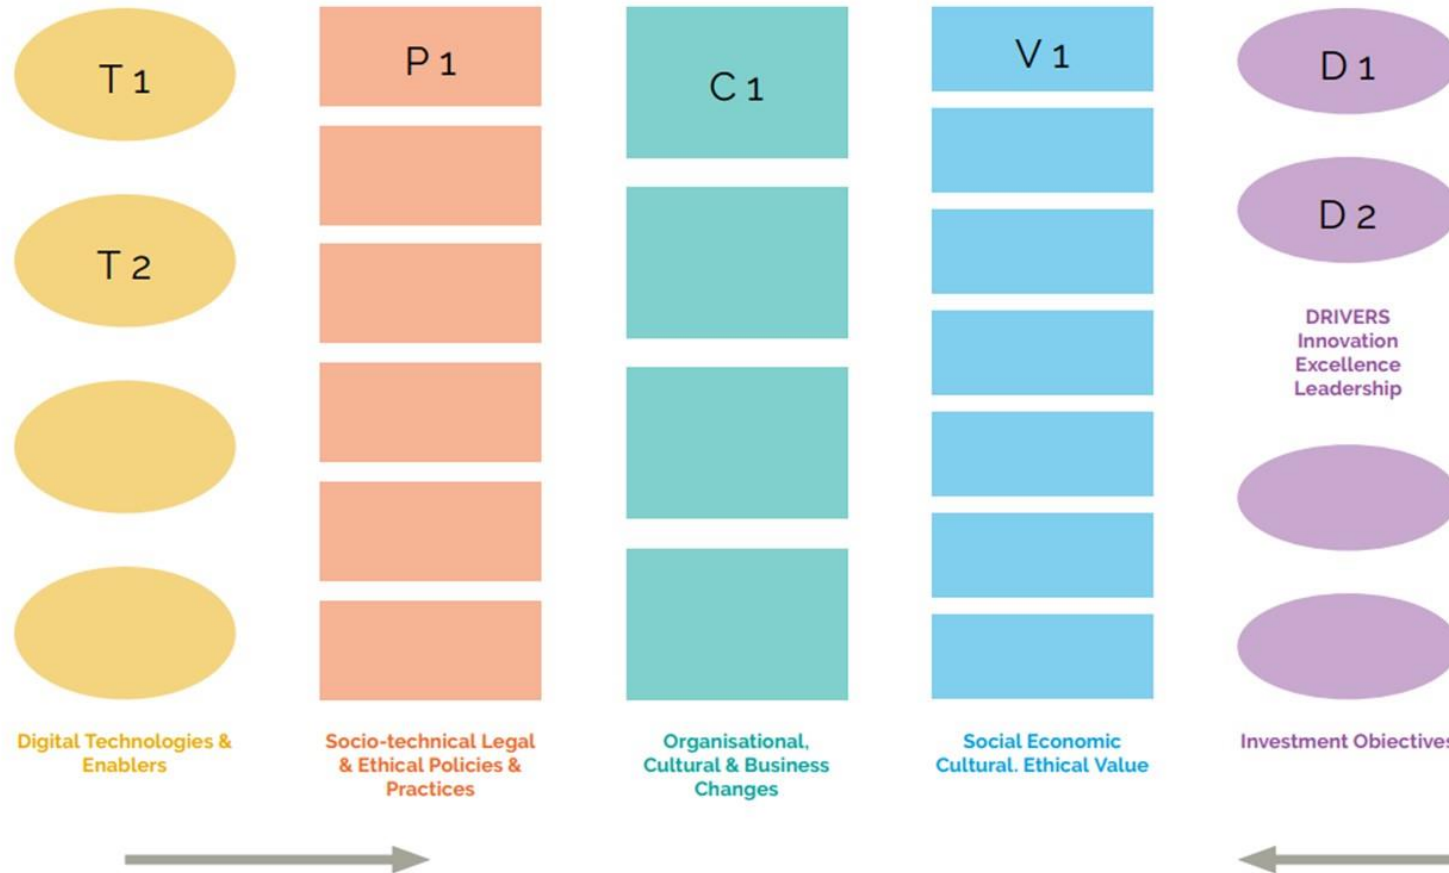 T 1
P 1
C 1
V 1
D 1
T 2
D 2
DRIVERS
Innovation
Excellence
Leadership
Digital Technologies &
Enablers
Socio-technical Legal
& Ethical Policies &
Practices
Organisational,
Cultural & Business
Changes
Social Economic
Cultural. Ethical Value
Investment Obiectives